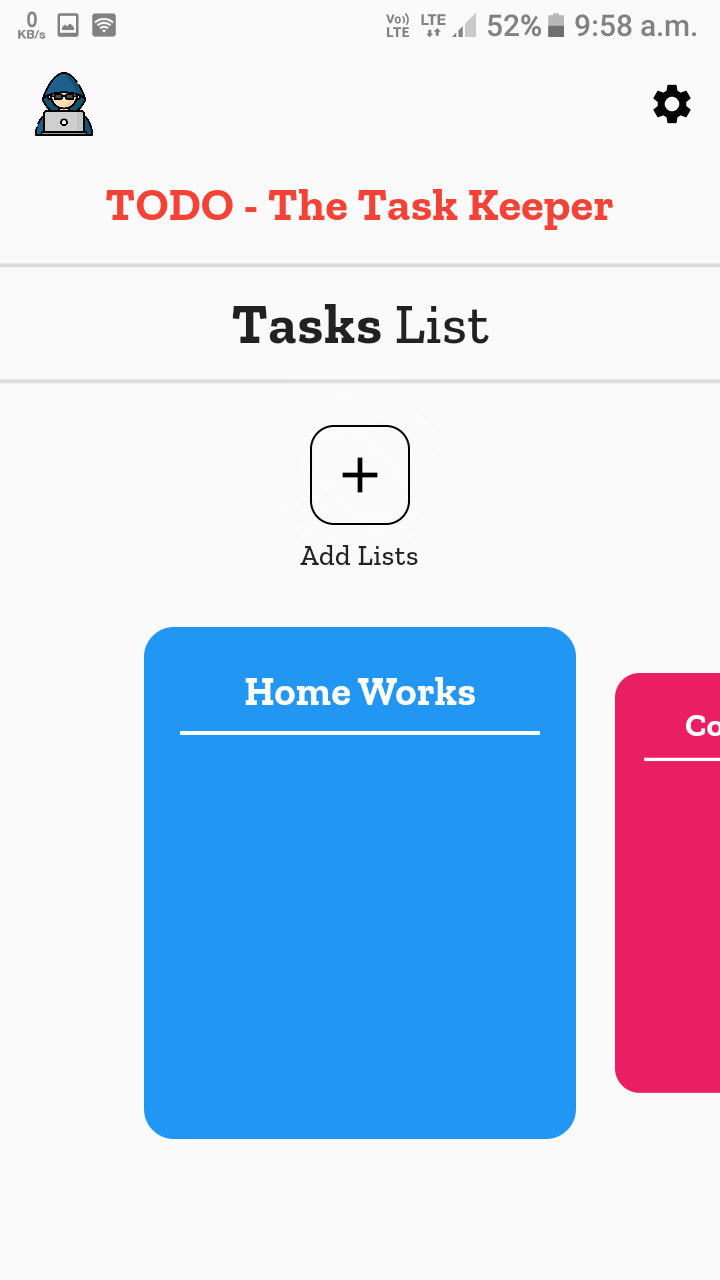 0 KB/s Vo) LTE LTE 52% 9:58 a.m.
TODO - The Task Keeper
Tasks List
Add Lists
Home Works
Co